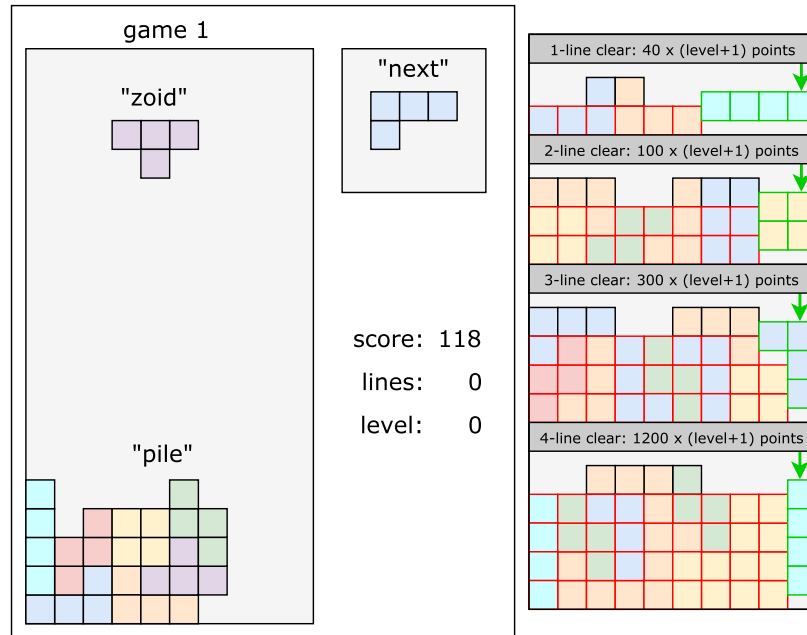 game 1
"zoid"
"next"
score: 118
lines: 0
level: 0
"pile"
1-line clear: 40 x (level+1) points
2-line clear: 100 x (level+1) points
3-line clear: 300 x (level+1) points
4-line clear: 1200 x (level+1) points